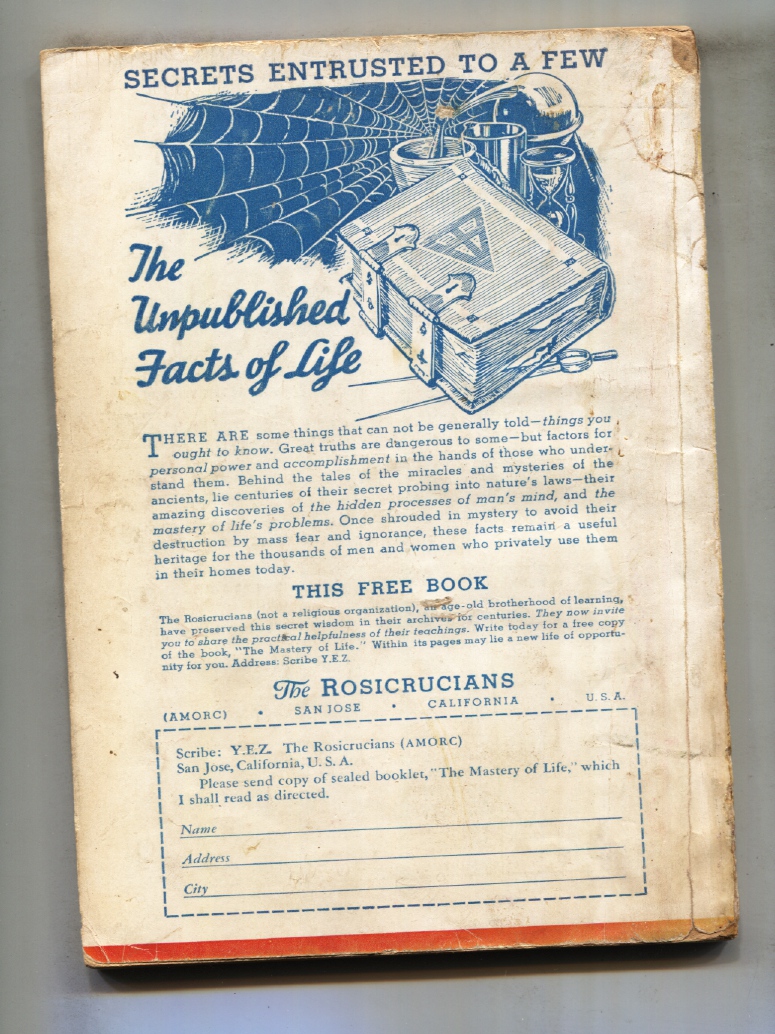 SECRETS ENTRUSTED TO A FEW
The
Unpublished
Facts of Life
THERE ARE some things that can not be generally told—things you
ought to know. Great truths are dangerous to some—but factors for
personal power and accomplishment in the hands of those who under-
stand them. Behind the tales of the miracles and mysteries of the
ancients, lie centuries of their secret probing into nature's laws—their
amazing discoveries of the hidden processes of man's mind, and the
mastery of life's problems. Once shrouded in mystery to avoid their
destruction by mass fear and ignorance, these facts remain a useful
heritage for the thousands of men and women who privately use them
in their homes today.
THIS FREE BOOK
The Rosicrucians (not a religious organization), an age-old brotherhood of learning,
have preserved this secret wisdom in their archives for centuries. They now invite
you to share the practical helpfulness of their teachings. Write today for a free copy
of the book, "The Mastery of Life." Within its pages may lie a new life of opportu-
nity for you. Address: Scribe Y.E.Z.
The ROSICRUCIANS
(AMORC) • SAN JOSE • CALIFORNIA • U.S.A.
Scribe: Y.E.Z. The Rosicrucians (AMORC)
San Jose, California, U. S. A.
Please send copy of sealed booklet, "The Mastery of Life," which
I shall read as directed.
Name
Address
City